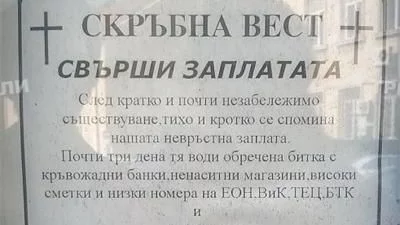 СКРЪБНА ВЕСТ
СВЪРШИ ЗАПЛАТАТА
След кратко и почти незабележимо
съществуване,тихо и кротко се спомина
нашата невръстна заплата.
Почти три дена тя води обречена битка с
кръвожадни банки,ненаситни магазини,високи
сметки и низки номера на ЕОН,ВиК,ТЕЦ,БТК
и